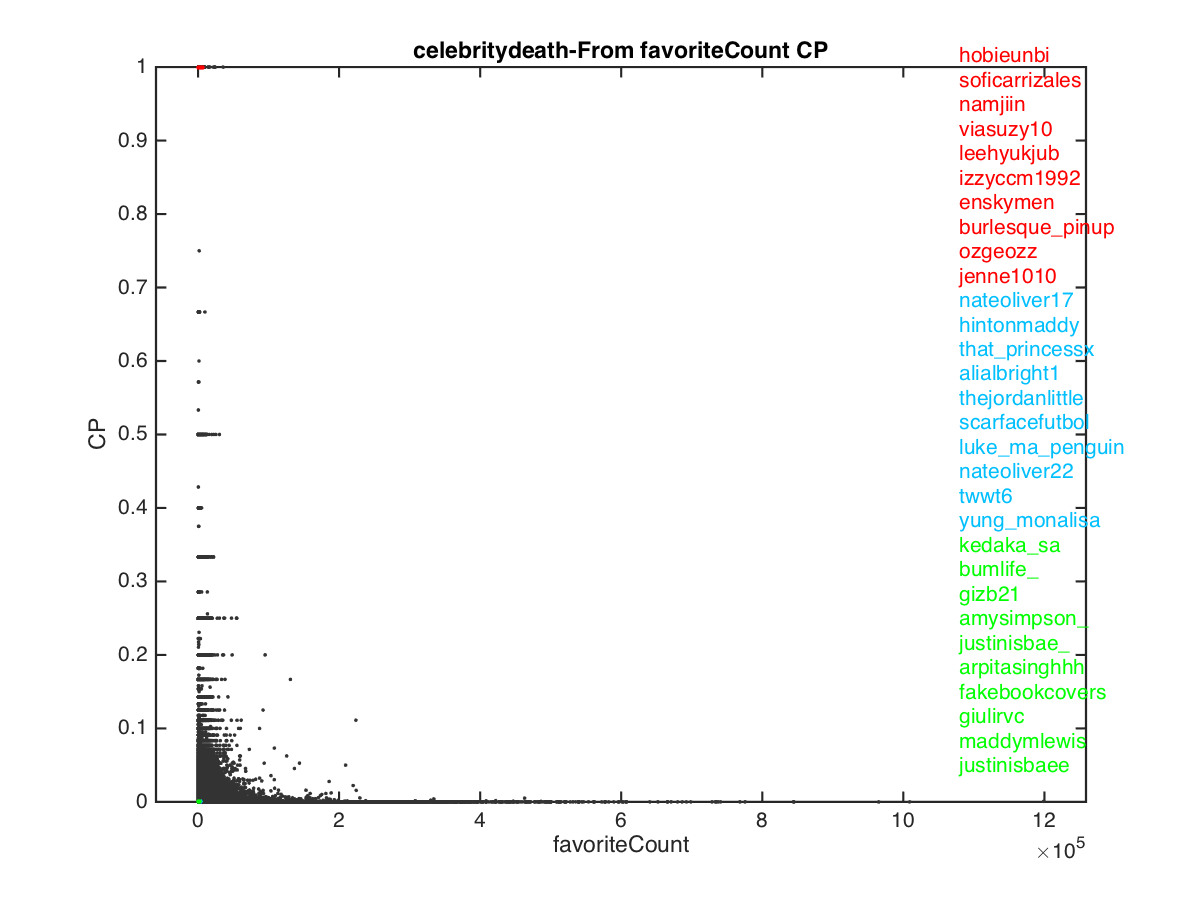 celebritydeath-From favoriteCount CP
1
0.9
0.8
0.7
0.6
0.5
0.4
0.3
0.2
0.1
0
CP
0 2 4 6 8 10 12
×10^5
favoriteCount
hobieunbi
soficarrizales
namjiin
viasuzy10
leehyukjub
izzyccm1992
enskymen
burlesque_pinup
ozgeozz
jenne1010
nateoliver17
hintonmaddy
that_princessx
alialbright1
thejordanlittle
scarfacefutbol
luke_ma_penguin
nateoliver22
twwt6
yung_monalisa
kedaka_sa
bumlife_
gizb21
amysimpson_
justinisbae_
arpitasinghhh
fakebookcovers
giulirvc
maddymlewis
justinisbaee